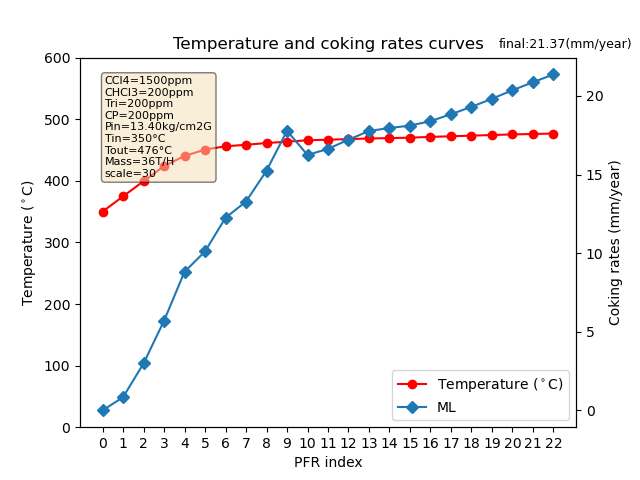 Temperature and coking rates curves
final:21.37(mm/year)
CCl4=1500ppm
CHCl3=200ppm
Tri=200ppm
CP=200ppm
Pin=13.40kg/cm2G
Tin=350°C
Tout=476°C
Mass=36T/H
scale=30
600
500
400
300
200
100
0
Temperature (°C)
20
15
10
5
0
Coking rates (mm/year)
Temperature (°C)
ML
0 1 2 3 4 5 6 7 8 9 10 11 12 13 14 15 16 17 18 19 20 21 22
PFR index